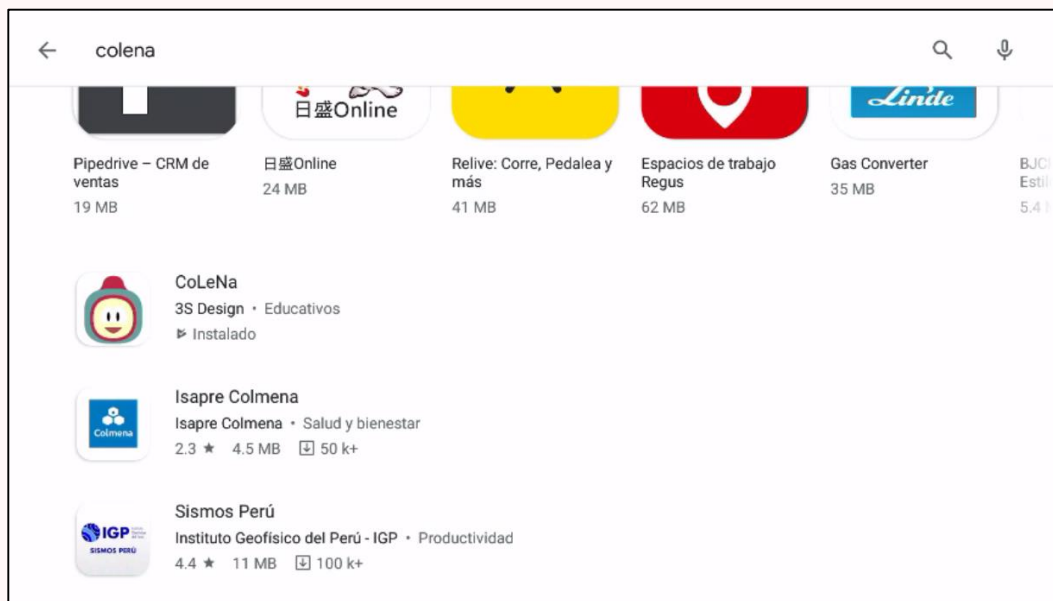 colena
日盛Online
Linde
Pipedrive – CRM de
ventas
19 MB
日盛Online
24 MB
Relive: Corre, Pedalea y
más
41 MB
Espacios de trabajo
Regus
62 MB
Gas Converter
35 MB
BJC
Estil
5.4
CoLeNa
3S Design • Educativos
Instalado
Colmena
Isapre Colmena
Isapre Colmena • Salud y bienestar
2.3 ★ 4.5 MB 50 k+
IGP
SISMOS PERÚ
Sismos Perú
Instituto Geofísico del Perú - IGP • Productividad
4.4 ★ 11 MB 100 k+